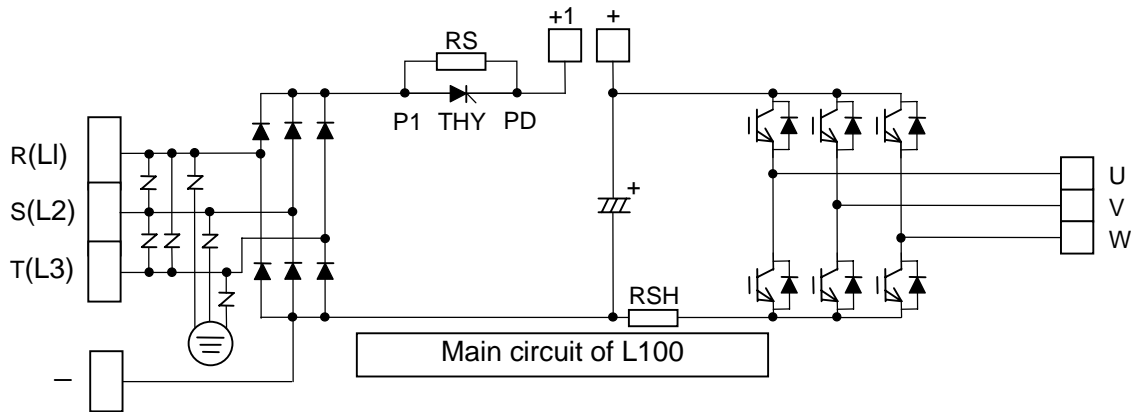 +1 +
RS
P1 THY PD
R(LI)
S(L2)
T(L3)
+
U
V
W
RSH
Main circuit of L100
−